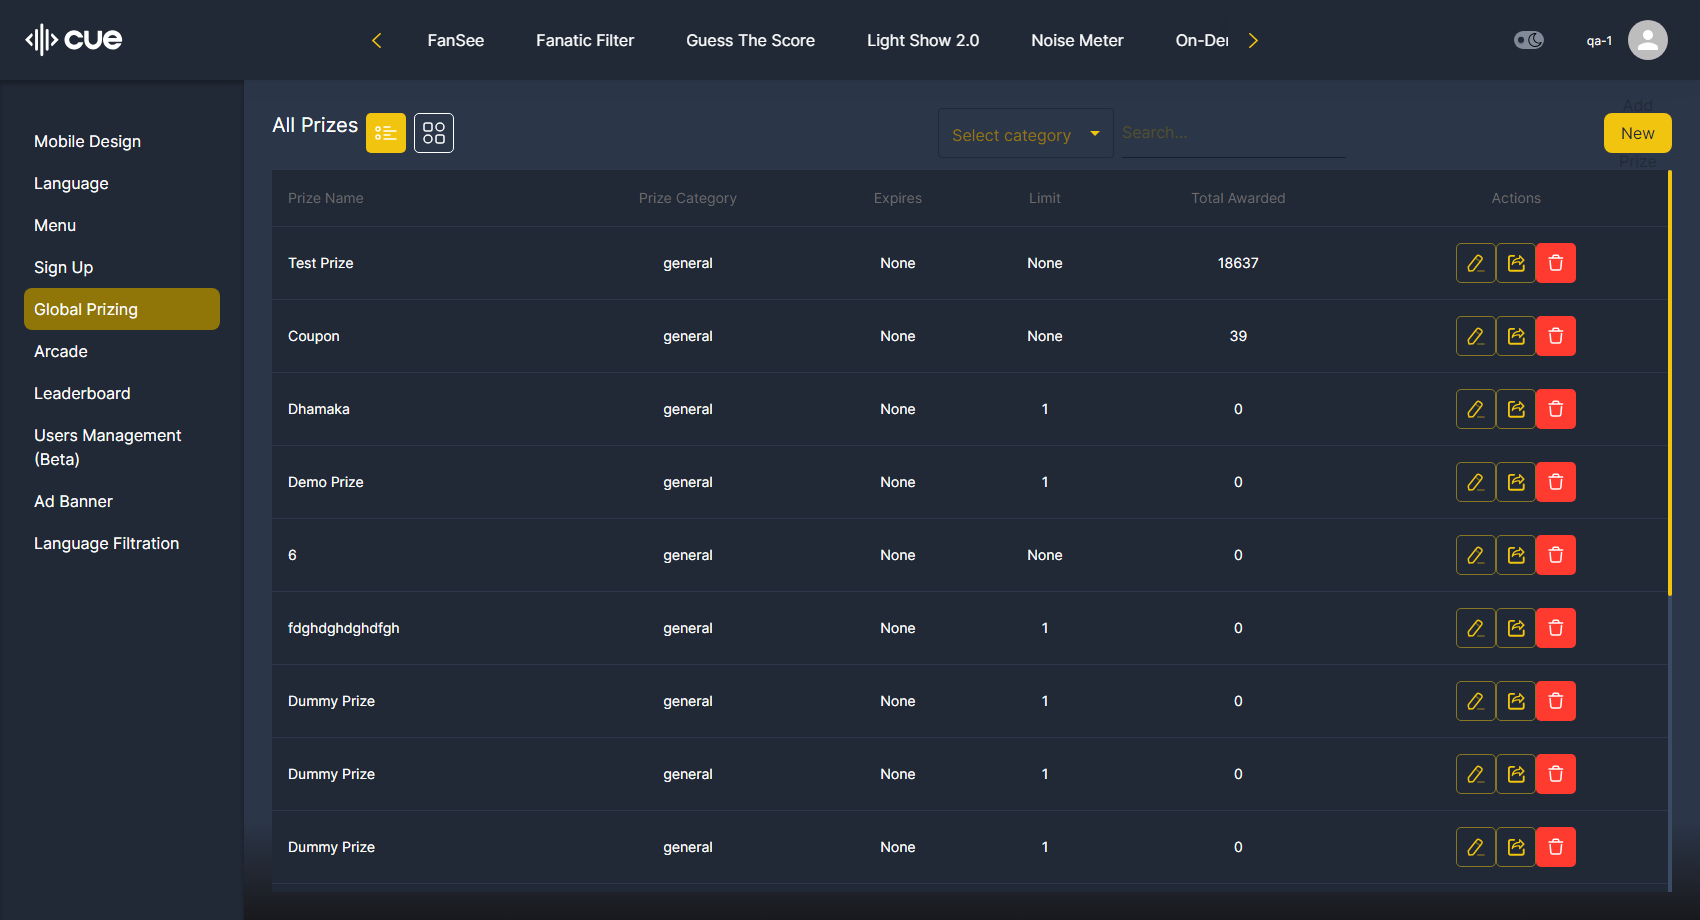 cue
FanSee
Fanatic Filter
Guess The Score
Light Show 2.0
Noise Meter
On-Der
qa-1
Mobile Design
Language
Menu
Sign Up
Global Prizing
Arcade
Leaderboard
Users Management
(Beta)
Ad Banner
Language Filtration
All Prizes
Select category
Search...
Add
New
Prize
Prize Name Prize Category Expires Limit Total Awarded Actions
Test Prize general None None 18637
Coupon general None None 39
Dhamaka general None 1 0
Demo Prize general None 1 0
6 general None None 0
fdghdghdghdfgh general None 1 0
Dummy Prize general None 1 0
Dummy Prize general None 1 0
Dummy Prize general None 1 0